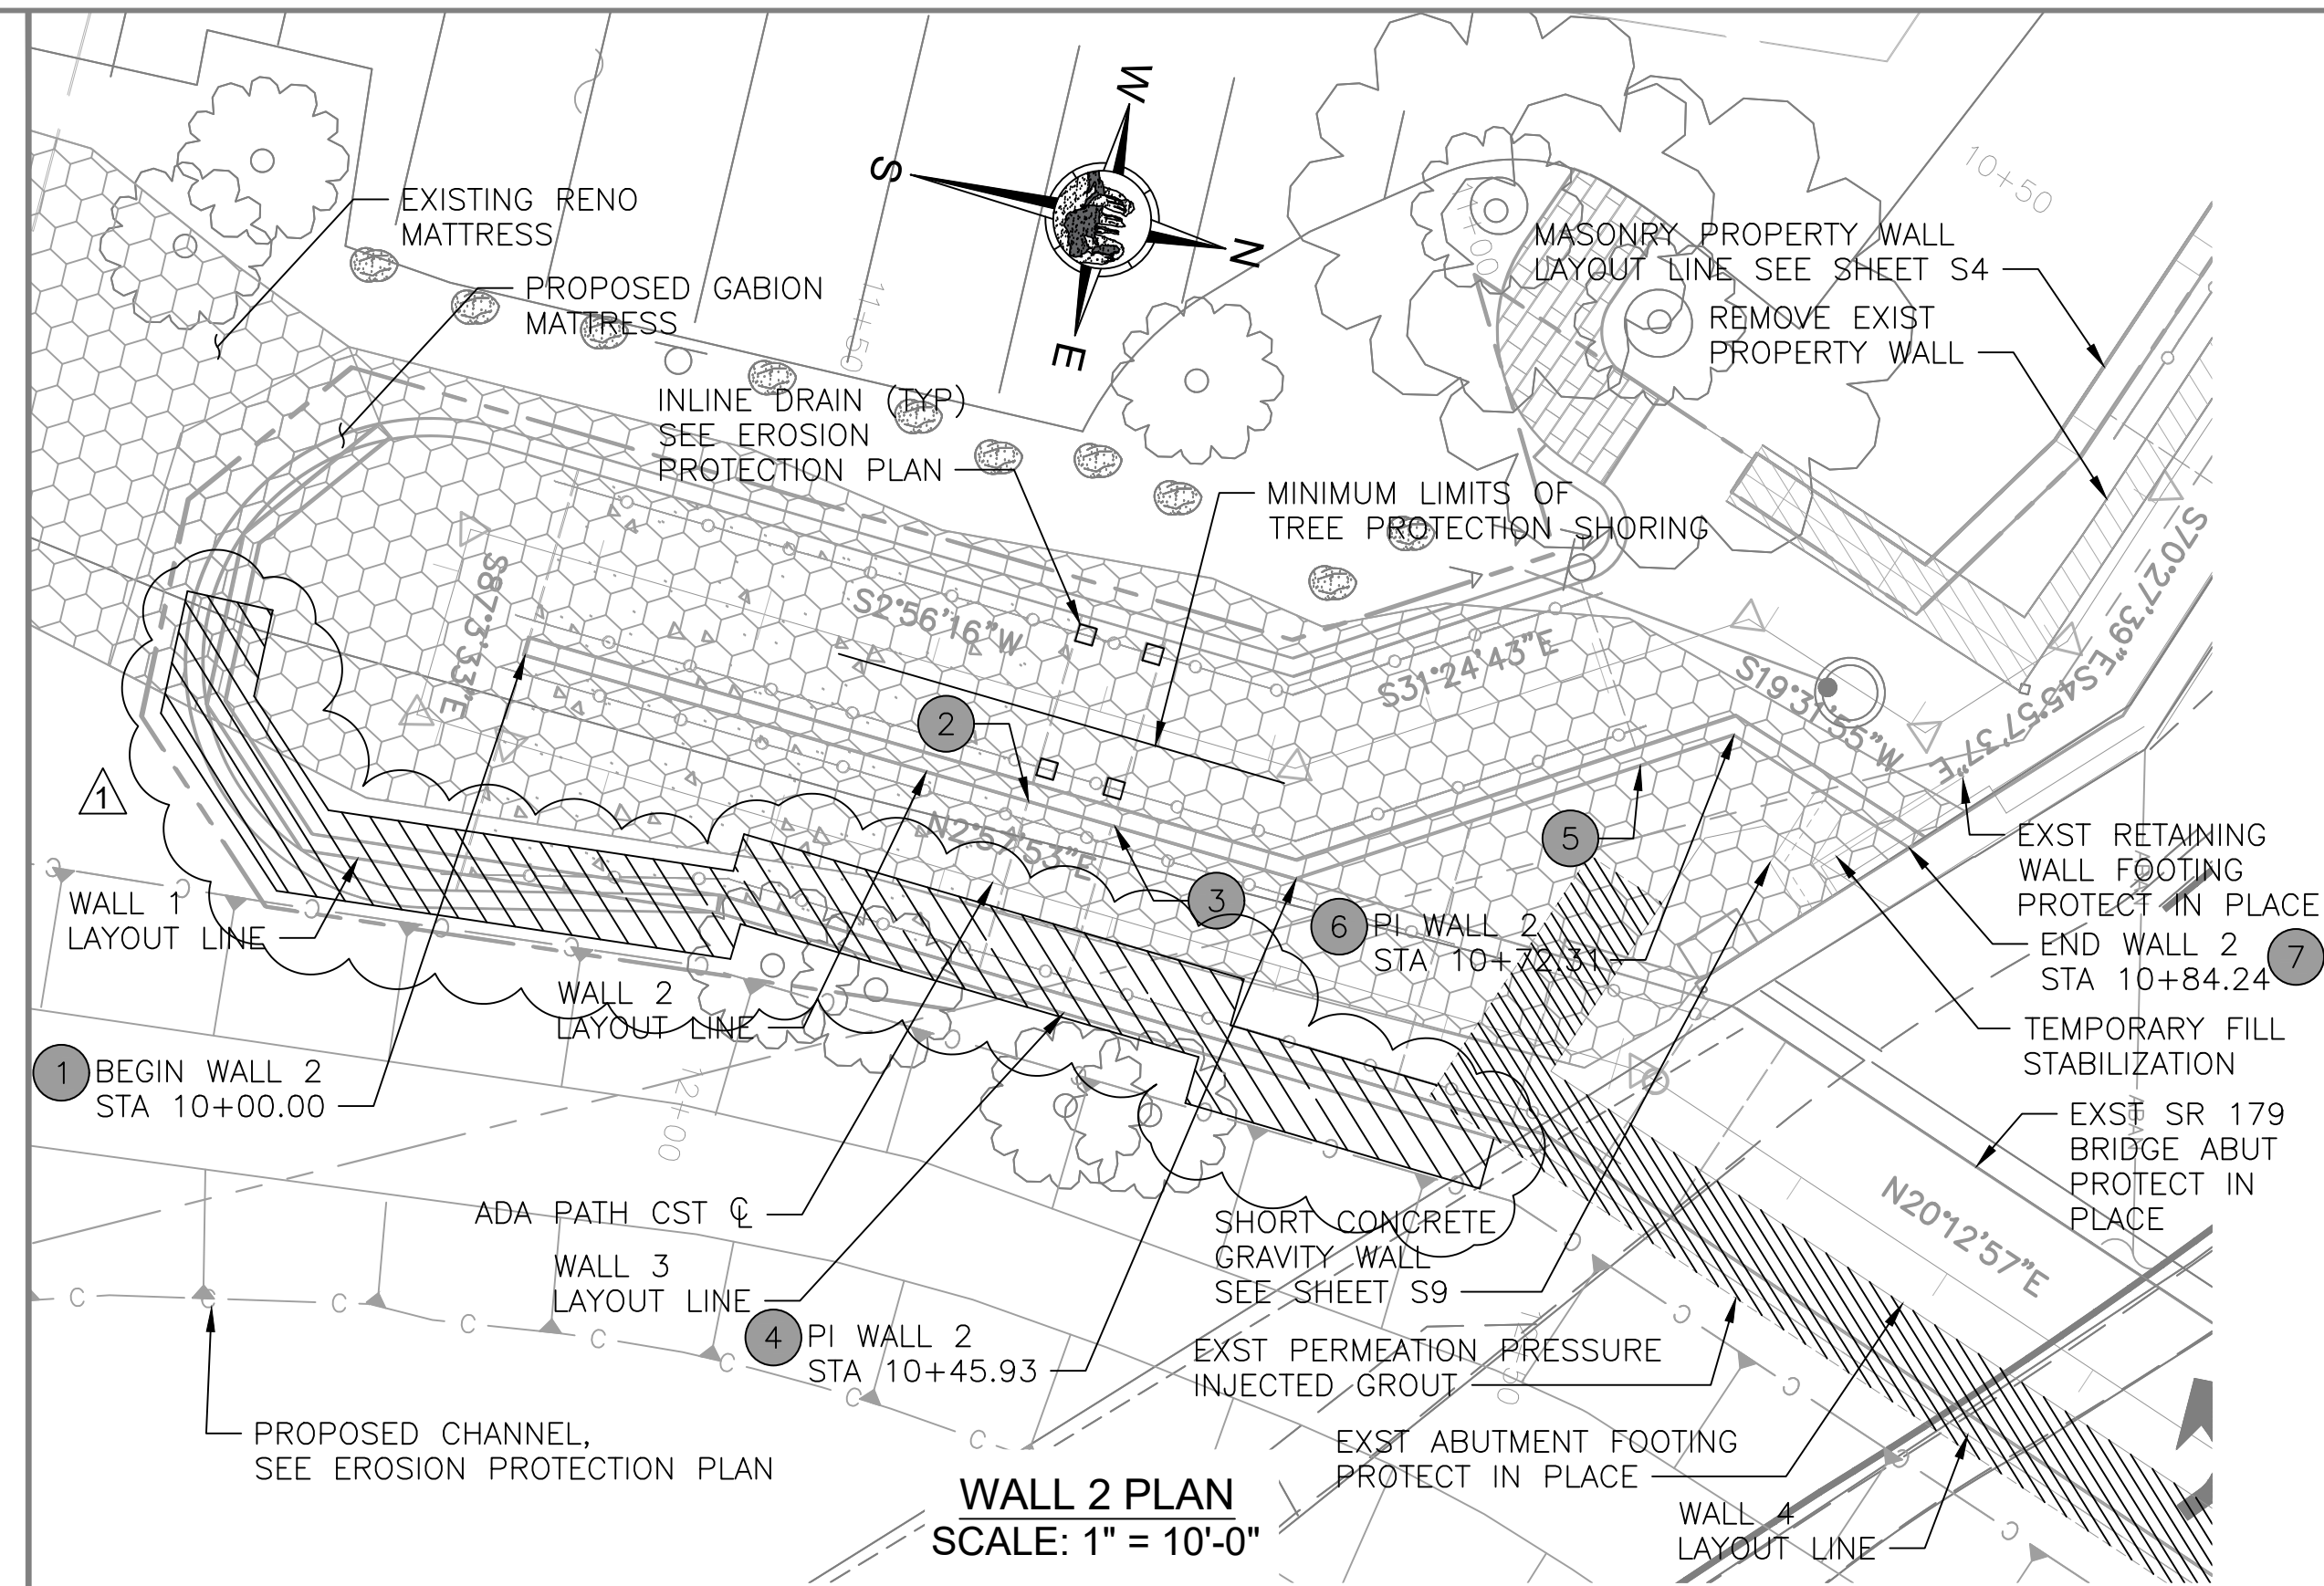 W
S
N
E
10+50
11+00
11+50
EXISTING RENO
MATTRESS
PROPOSED GABION
MATTRESS
INLINE DRAIN (TYP)
SEE EROSION
PROTECTION PLAN
MASONRY PROPERTY WALL
LAYOUT LINE SEE SHEET S4
REMOVE EXIST
PROPERTY WALL
MINIMUM LIMITS OF
TREE PROTECTION SHORING
S87°3'33"E
S2°56'16"W
S31°24'43"E
S19°31'55"W
S45°57'37"E
S70°27'39"E
N2°57'53"E
1
2
3
5
WALL 1
LAYOUT LINE
WALL 2
LAYOUT LINE
6 PI WALL 2
STA 10+72.31
EXST RETAINING
WALL FOOTING
PROTECT IN PLACE
END WALL 2
STA 10+84.24 7
TEMPORARY FILL
STABILIZATION
1 BEGIN WALL 2
STA 10+00.00
12+00
EXST SR 179
BRIDGE ABUT
PROTECT IN
PLACE
N20°12'57"E
ADA PATH CST ℄
WALL 3
LAYOUT LINE
4 PI WALL 2
STA 10+45.93
SHORT CONCRETE
GRAVITY WALL
SEE SHEET S9
EXST PERMEATION PRESSURE
INJECTED GROUT
EXST ABUTMENT FOOTING
PROTECT IN PLACE
WALL 4
LAYOUT LINE
PROPOSED CHANNEL,
SEE EROSION PROTECTION PLAN
C C C C C C C
WALL 2 PLAN
SCALE: 1" = 10'-0"